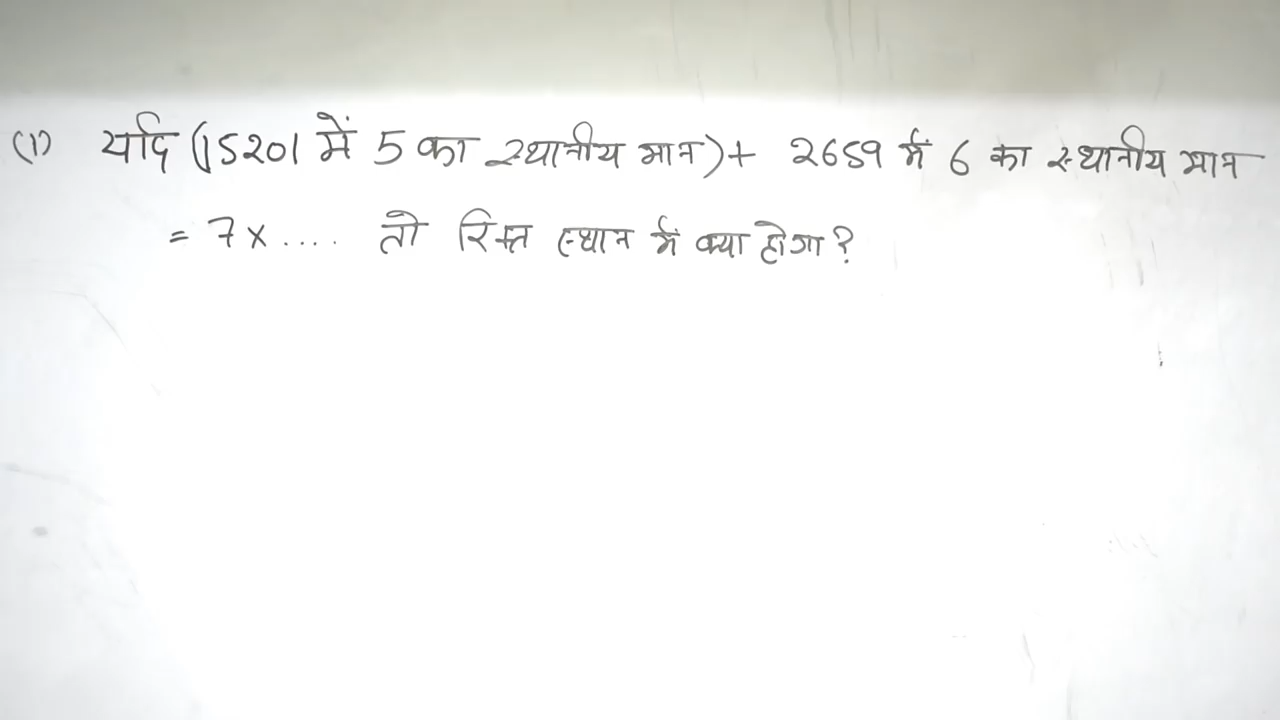 (1) यदि (15201 में 5 का स्थानीय मान) + 2659 में 6 का स्थानीय मान
= 7 × .... तो रिक्त स्थान में क्या होगा?